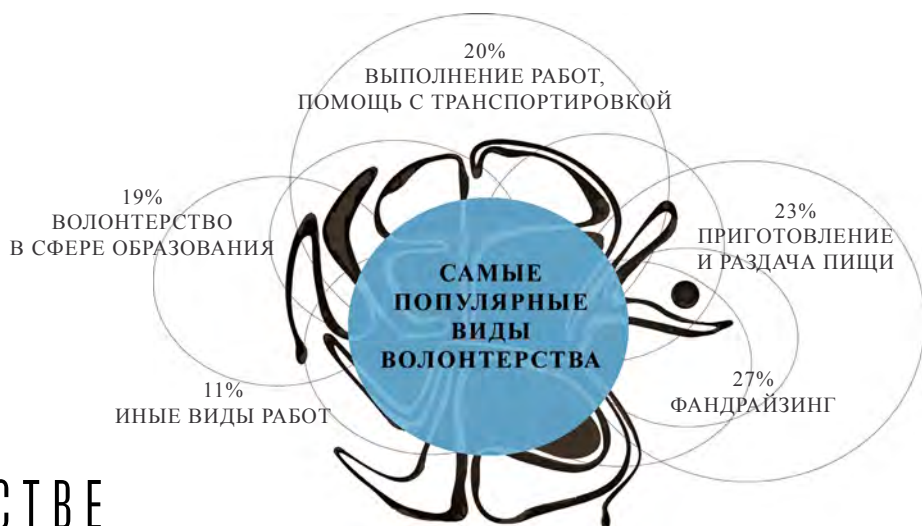 20%
ВЫПОЛНЕНИЕ РАБОТ,
ПОМОЩЬ С ТРАНСПОРТИРОВКОЙ
19%
ВОЛОНТЕРСТВО
В СФЕРЕ ОБРАЗОВАНИЯ
23%
ПРИГОТОВЛЕНИЕ
И РАЗДАЧА ПИЩИ
САМЫЕ
ПОПУЛЯРНЫЕ
ВИДЫ
ВОЛОНТЕРСТВА
11%
ИНЫЕ ВИДЫ РАБОТ
27%
ФАНДРАЙЗИНГ
СТВЕ